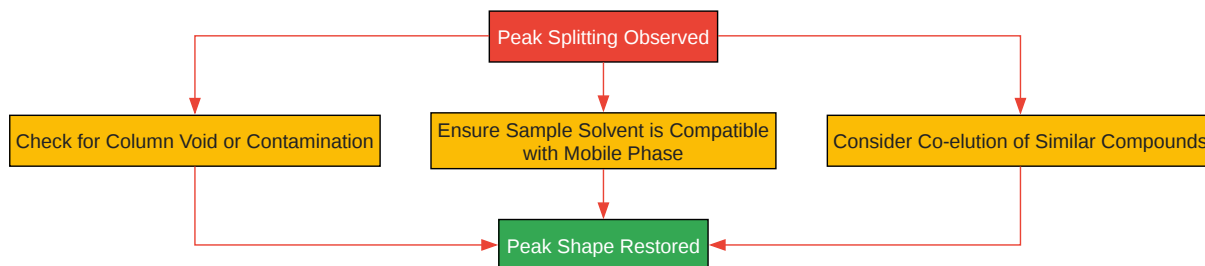 Peak Splitting Observed
Check for Column Void or Contamination
Ensure Sample Solvent is Compatible
with Mobile Phase
Consider Co-elution of Similar Compounds
Peak Shape Restored